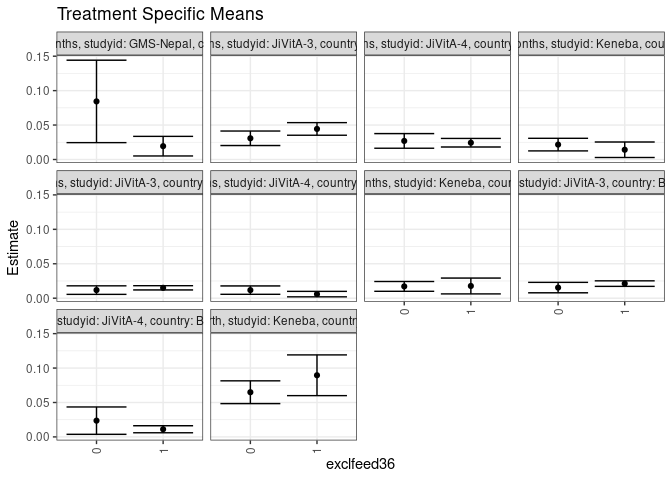 Treatment Specific Means
nths, studyid: GMS-Nepal, c
ns, studyid: JiVitA-3, country
ns, studyid: JiVitA-4, country
onths, studyid: Keneba, cou
0.15
0.10
0.05
0.00
s, studyid: JiVitA-3, country
s, studyid: JiVitA-4, country
nths, studyid: Keneba, coun
studyid: JiVitA-3, country: B
0.15
0.10
0.05
0.00
Estimate
0
1
0
1
studyid: JiVitA-4, country: B
rth, studyid: Keneba, countr
0.15
0.10
0.05
0.00
0
1
0
1
exclfeed36